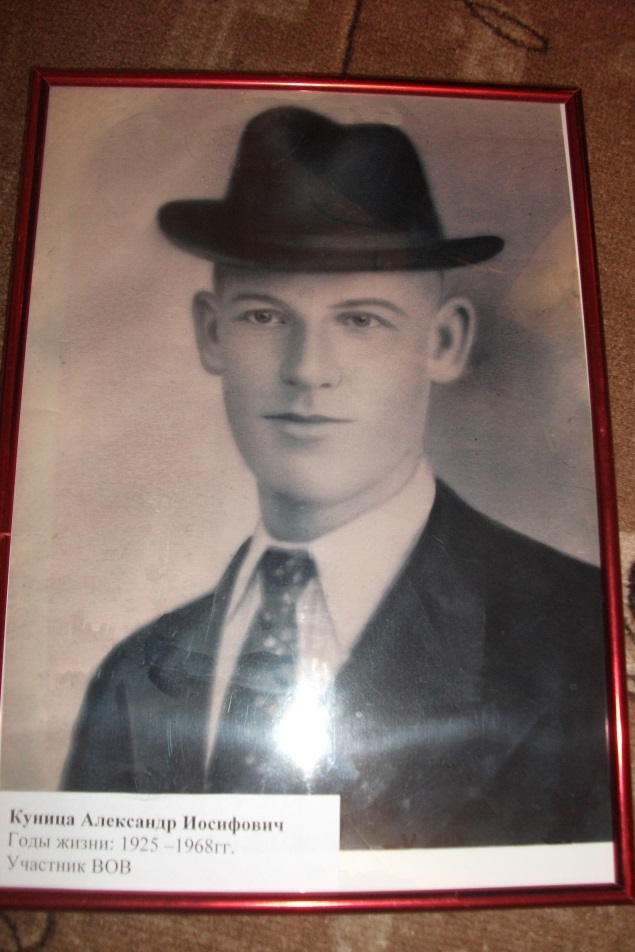 Куница Александр Иосифович
Годы жизни: 1925 –1968гг.
Участник ВОВ